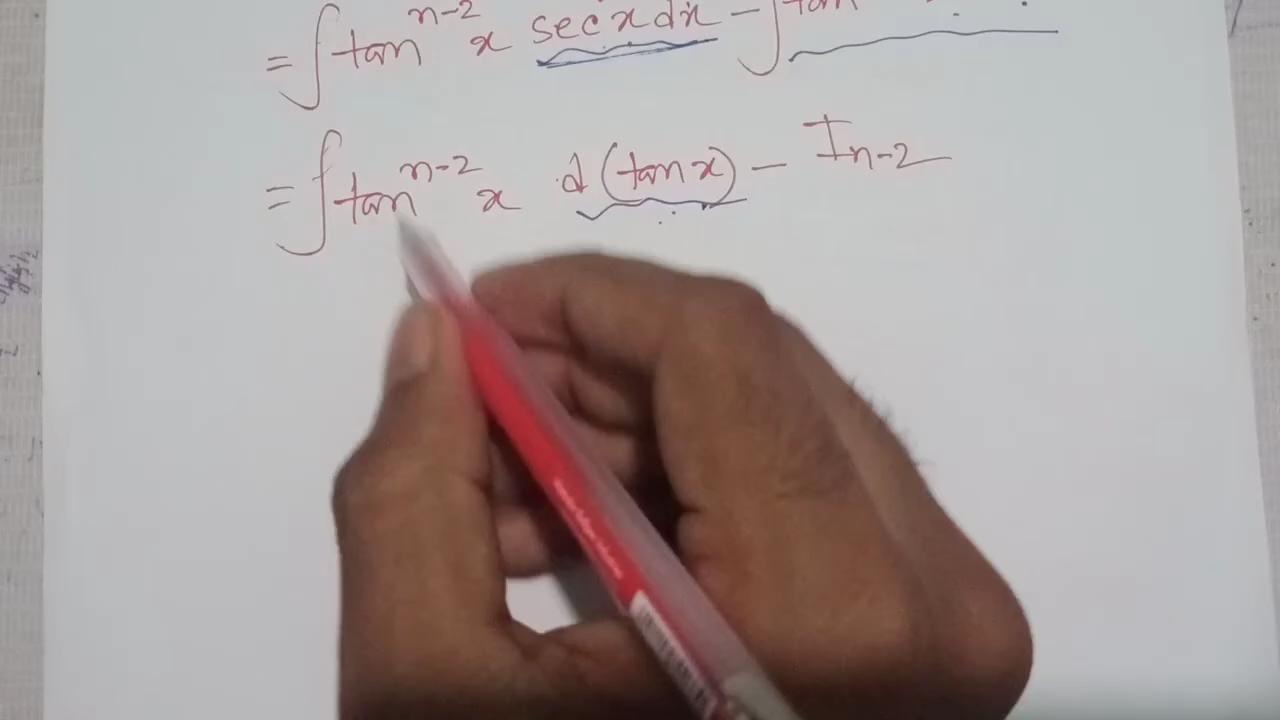 = ∫ tan^{n-2} x sec x dx - ∫ tan
= ∫ tan^{n-2} x d(tan x) - I_{n-2}